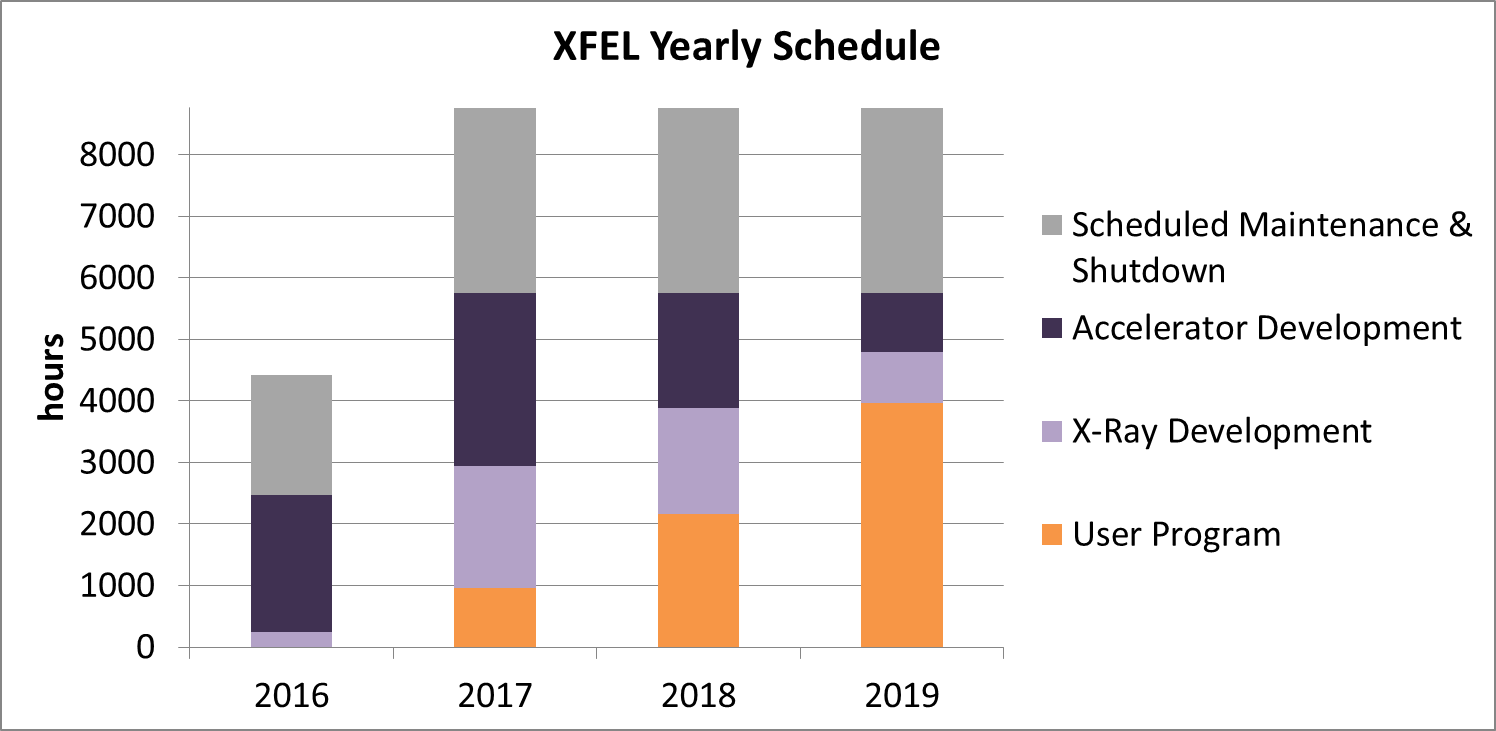 XFEL Yearly Schedule
8000
7000
6000
5000
4000
3000
2000
1000
0
hours
2016
2017
2018
2019
Scheduled Maintenance &
Shutdown
Accelerator Development
X-Ray Development
User Program